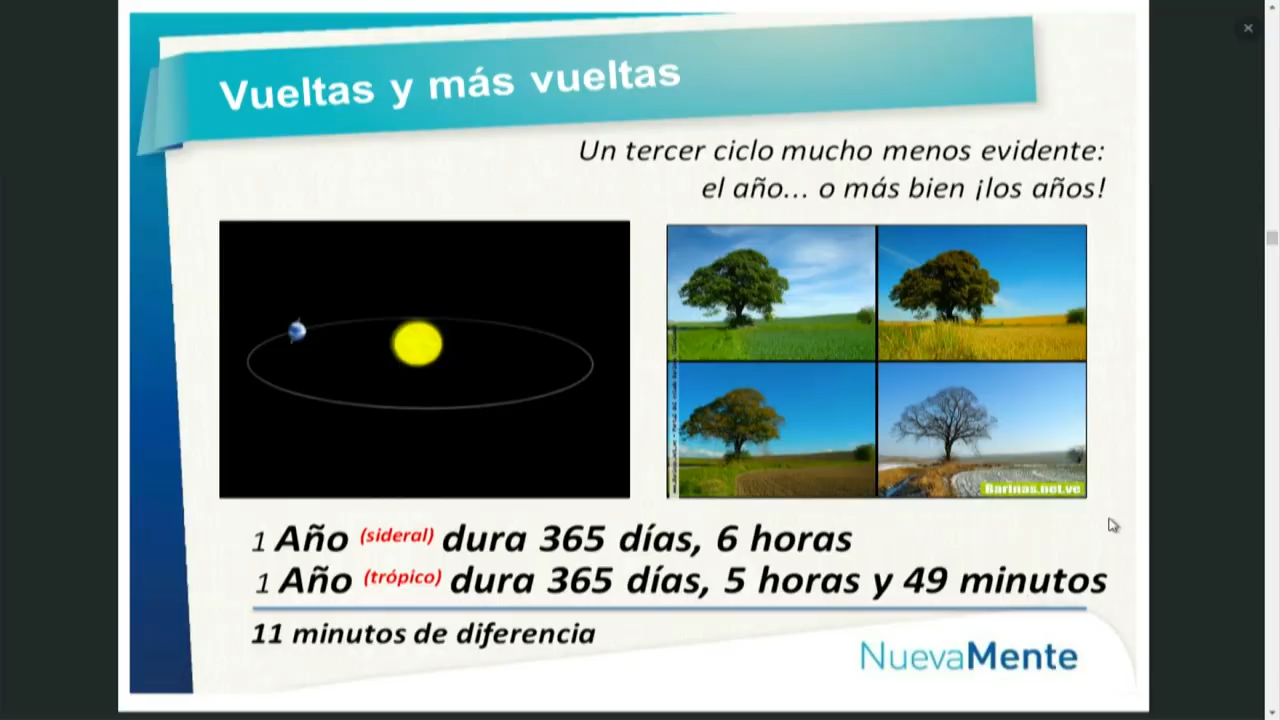 Vueltas y más vueltas
Un tercer ciclo mucho menos evidente:
el año... o más bien ¡los años!
Barinas.net.ve
1 Año (sideral) dura 365 días, 6 horas
1 Año (trópico) dura 365 días, 5 horas y 49 minutos
11 minutos de diferencia
NuevaMente